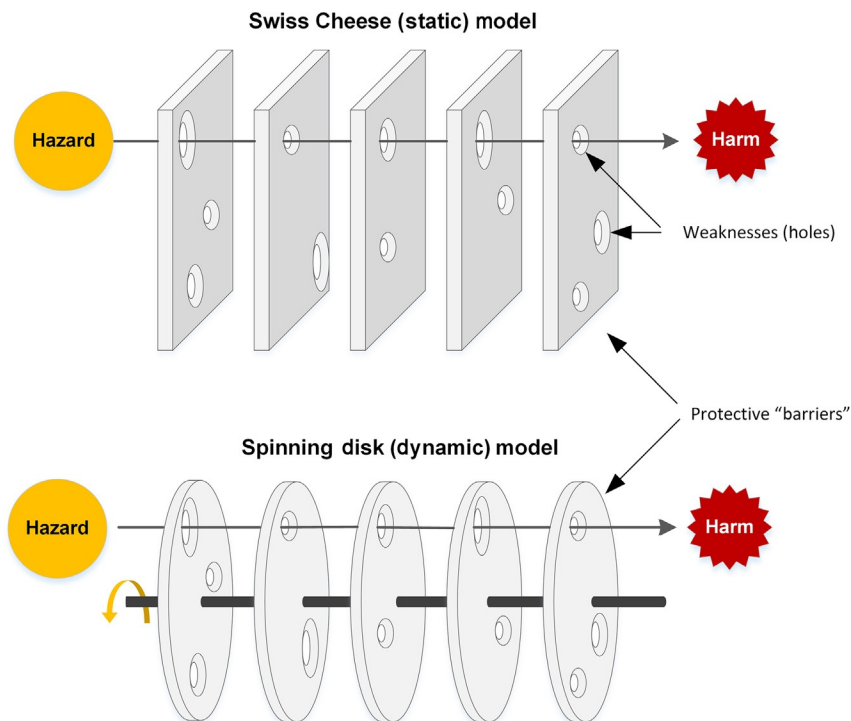 Swiss Cheese (static) model
Hazard
Harm
Weaknesses (holes)
Protective “barriers”
Spinning disk (dynamic) model
Hazard
Harm